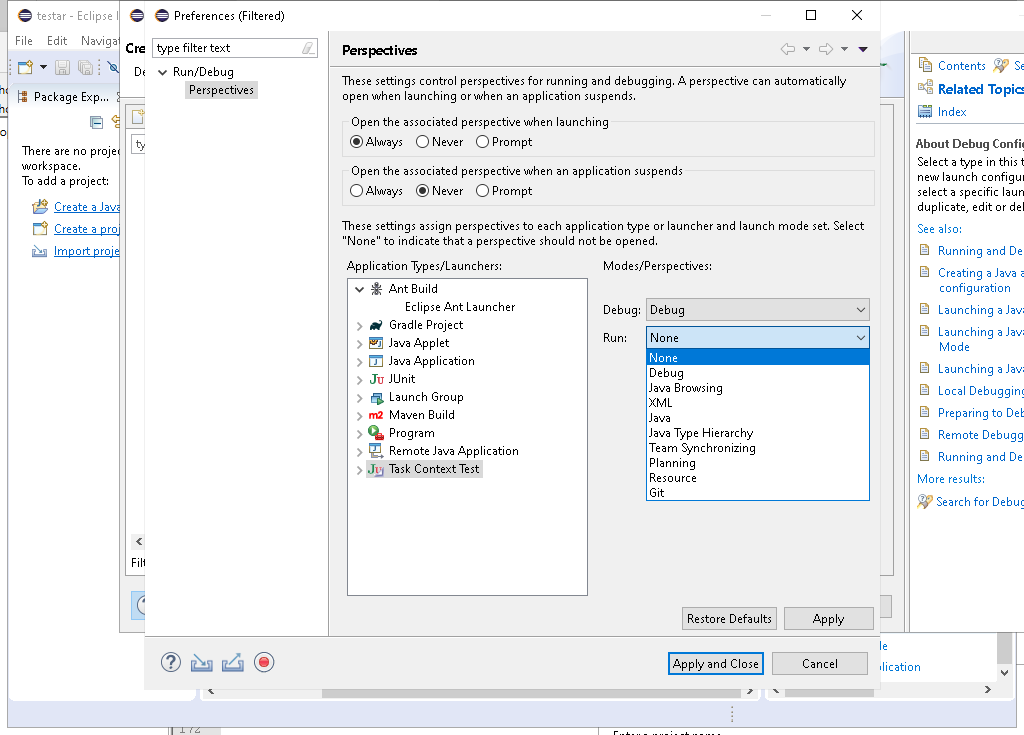 testar - Eclipse I
Preferences (Filtered)
File Edit Navigat
Cre
type filter text
Perspectives
Contents
Se
De
Run/Debug
Perspectives
These settings control perspectives for running and debugging. A perspective can automatically
open when launching or when an application suspends.
Related Topics
Index
Package Exp...
Open the associated perspective when launching
Always Never Prompt
ty
There are no projec
workspace.
To add a project:
Create a Java
Create a proj
Import proje
Open the associated perspective when an application suspends
Always Never Prompt
These settings assign perspectives to each application type or launcher and launch mode set. Select
"None" to indicate that a perspective should not be opened.
Application Types/Launchers:
Ant Build
Eclipse Ant Launcher
Gradle Project
Java Applet
Java Application
JUnit
Launch Group
Maven Build
Program
Remote Java Application
Task Context Test
Modes/Perspectives:
Debug: Debug
Run: None
None
Debug
Java Browsing
XML
Java
Java Type Hierarchy
Team Synchronizing
Planning
Resource
Git
About Debug Config
Select a type in this t
new launch configur
select a specific laun
duplicate, edit or del
See also:
Running and De
Creating a Java a
configuration
Launching a Java
Launching a Java
Mode
Launching a Java
Local Debugging
Preparing to Deb
Remote Debugg
Running and De
More results:
Search for Debug
Filt
Restore Defaults Apply
Apply and Close Cancel
le
plication
172
Enter a project name